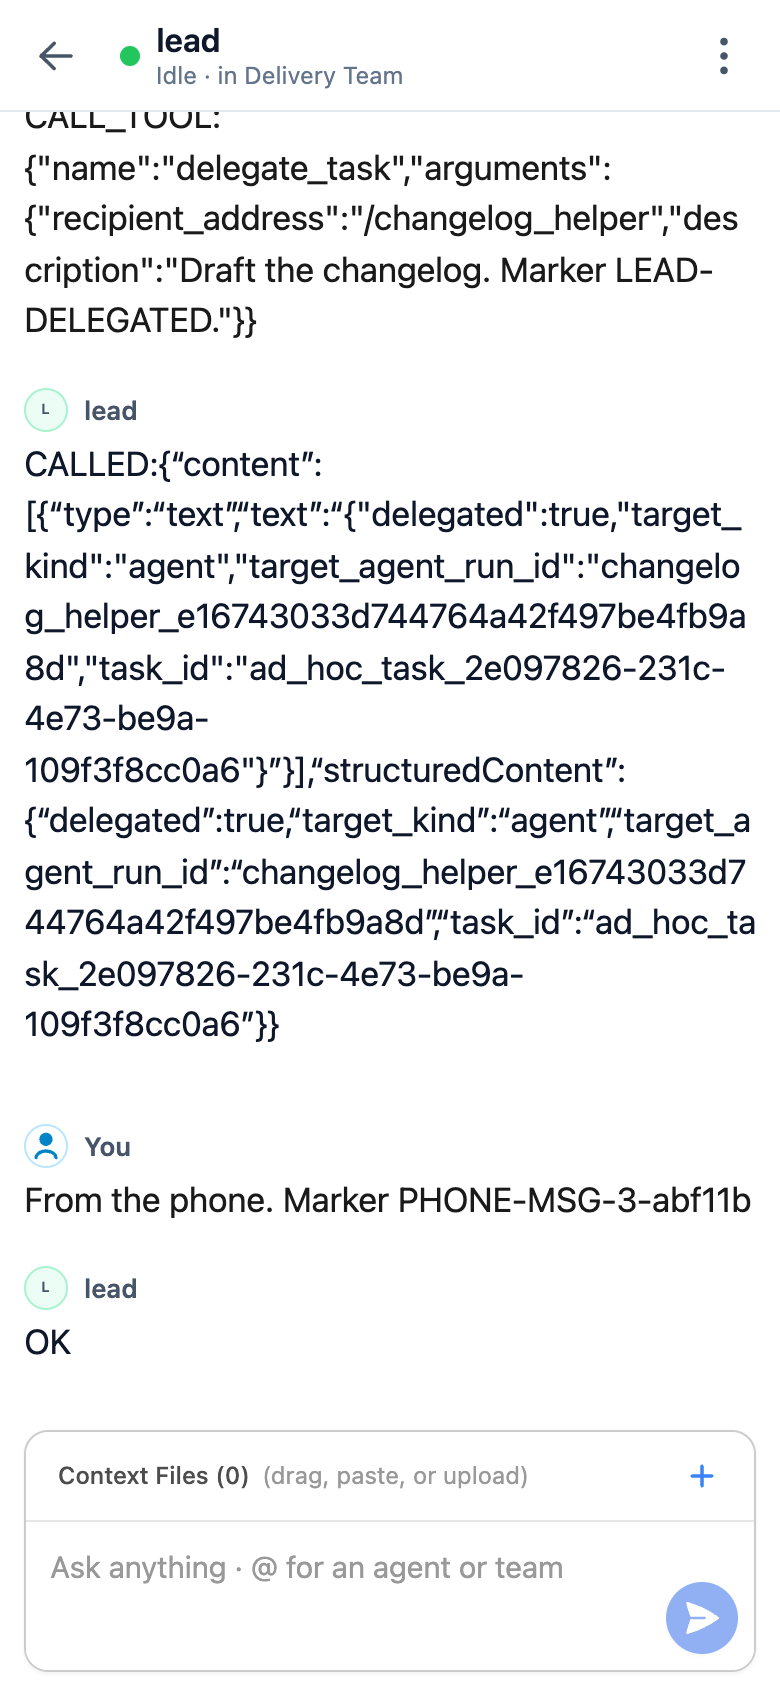 lead
Idle · in Delivery Team
CALL_TOOL:
{"name":"delegate_task","arguments":
{"recipient_address":"/changelog_helper","des
cription":"Draft the changelog. Marker LEAD-
DELEGATED."}}
L lead
CALLED:{“content”:
[{“type”:“text”,“text”:“{"delegated":true,"target_
kind":"agent","target_agent_run_id":"changelo
g_helper_e16743033d744764a42f497be4fb9a
8d","task_id":"ad_hoc_task_2e097826-231c-
4e73-be9a-
109f3f8cc0a6"}”}],“structuredContent”:
{“delegated”:true,“target_kind”:“agent”,“target_a
gent_run_id”:“changelog_helper_e16743033d7
44764a42f497be4fb9a8d”,“task_id”:“ad_hoc_ta
sk_2e097826-231c-4e73-be9a-
109f3f8cc0a6”}}
You
From the phone. Marker PHONE-MSG-3-abf11b
L lead
OK
Context Files (0) (drag, paste, or upload)
Ask anything · @ for an agent or team